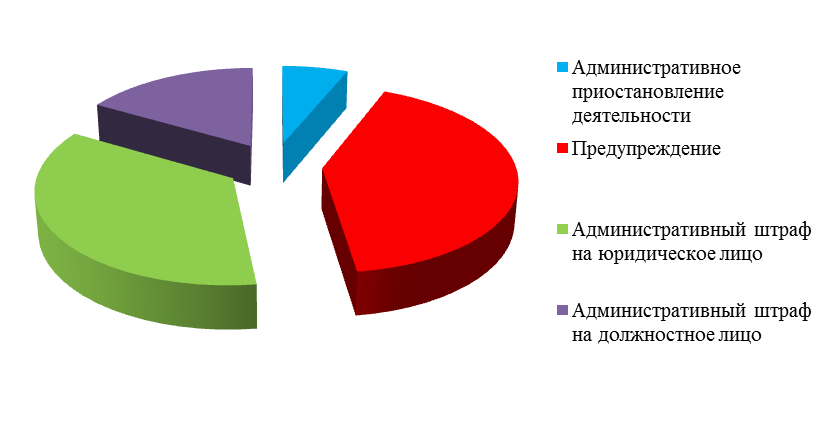 Административное
приостановление
деятельности
Предупреждение
Административный штраф
на юридическое лицо
Административный штраф
на должностное лицо